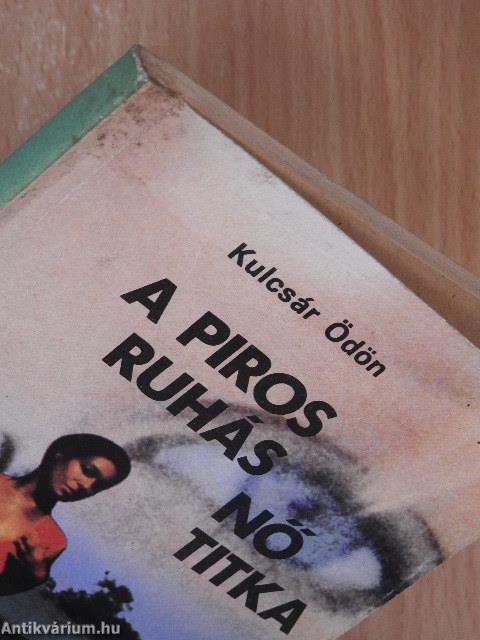 Kulcsár Ödön
A PIROS
RUHÁS
NŐ
TITKA
Antikvárium.hu